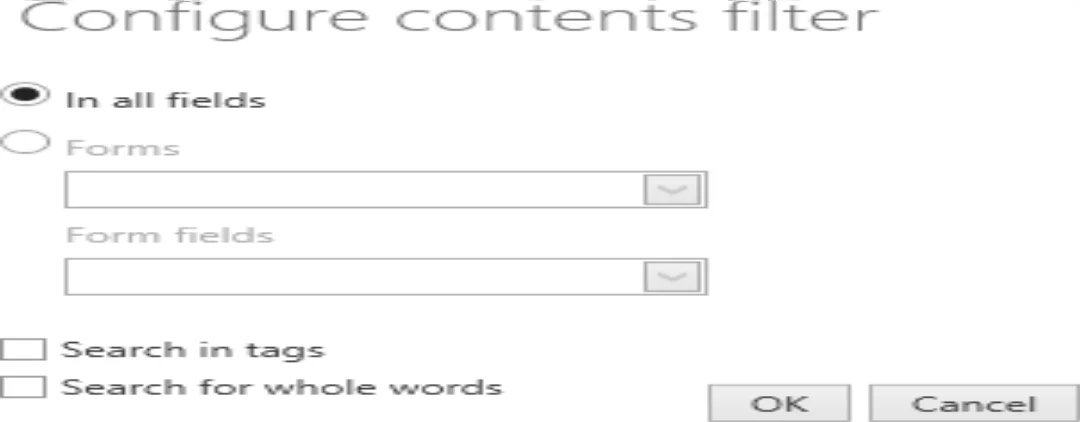 Configure contents filter
In all fields
Forms
Form fields
Search in tags
Search for whole words
OK
Cancel